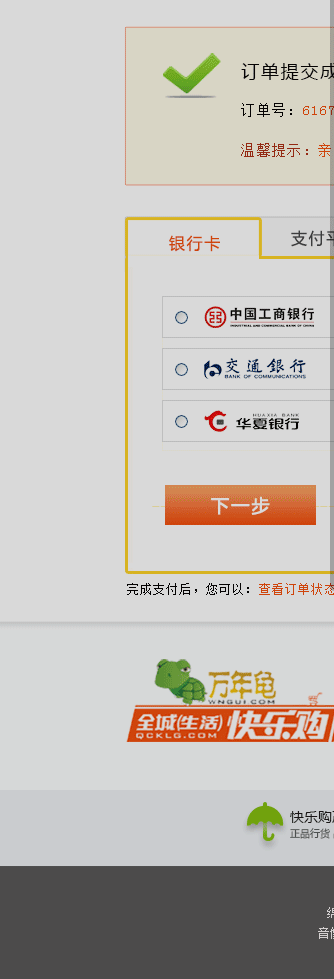 订单提交成
订单号：6167
温馨提示：亲
银行卡
支付平
中国工商银行
INDUSTRIAL AND COMMERCIAL BANK OF CHINA
交通银行
BANK OF COMMUNICATIONS
HUAXIA BANK
华夏银行
下一步
完成支付后，您可以：查看订单状态
万年龟
WNGUI.COM
全城(生活)快乐购
QCKLG.COM
快乐购
正品行货
音像